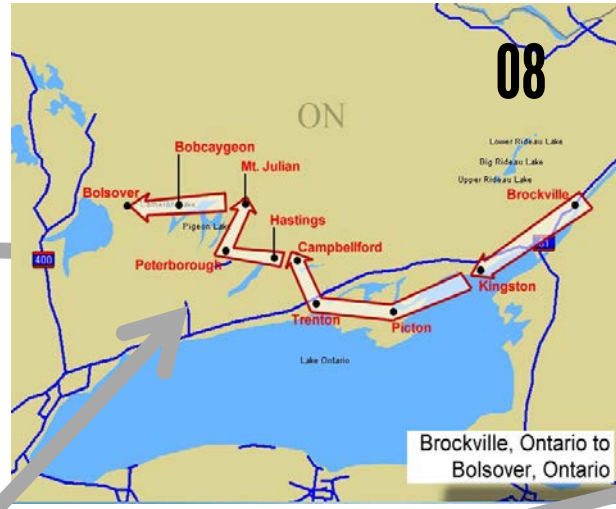 08
ON
Lower Rideau Lake
Big Rideau Lake
Upper Rideau Lake
Bobcaygeon
Mt. Julian
Bolsover
Brockville
Pigeon Lake
Hastings
Campbellford
400
Peterborough
81
Kingston
Trenton
Picton
Lake Ontario
Brockville, Ontario to
Bolsover, Ontario